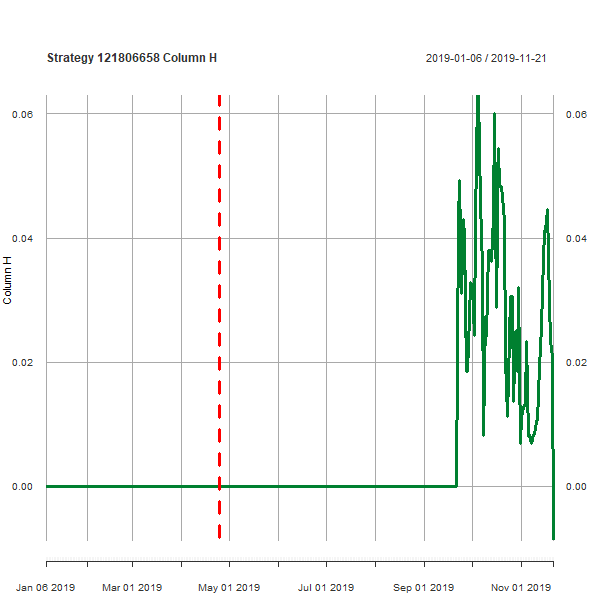 Strategy 121806658 Column H
2019-01-06 / 2019-11-21
0.06
0.06
0.04
0.04
Column H
0.02
0.02
0.00
0.00
Jan 06 2019
Mar 01 2019
May 01 2019
Jul 01 2019
Sep 01 2019
Nov 01 2019